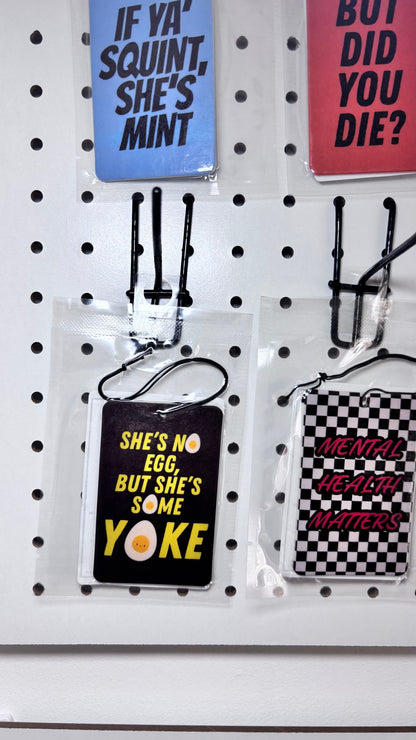 IF YA'
SQUINT,
SHE'S
MINT
BUT
DID
YOU
DIE?
SHE'S NO
EGG,
BUT SHE'S
SOME
YOKE
MENTAL
HEALTH
MATTERS